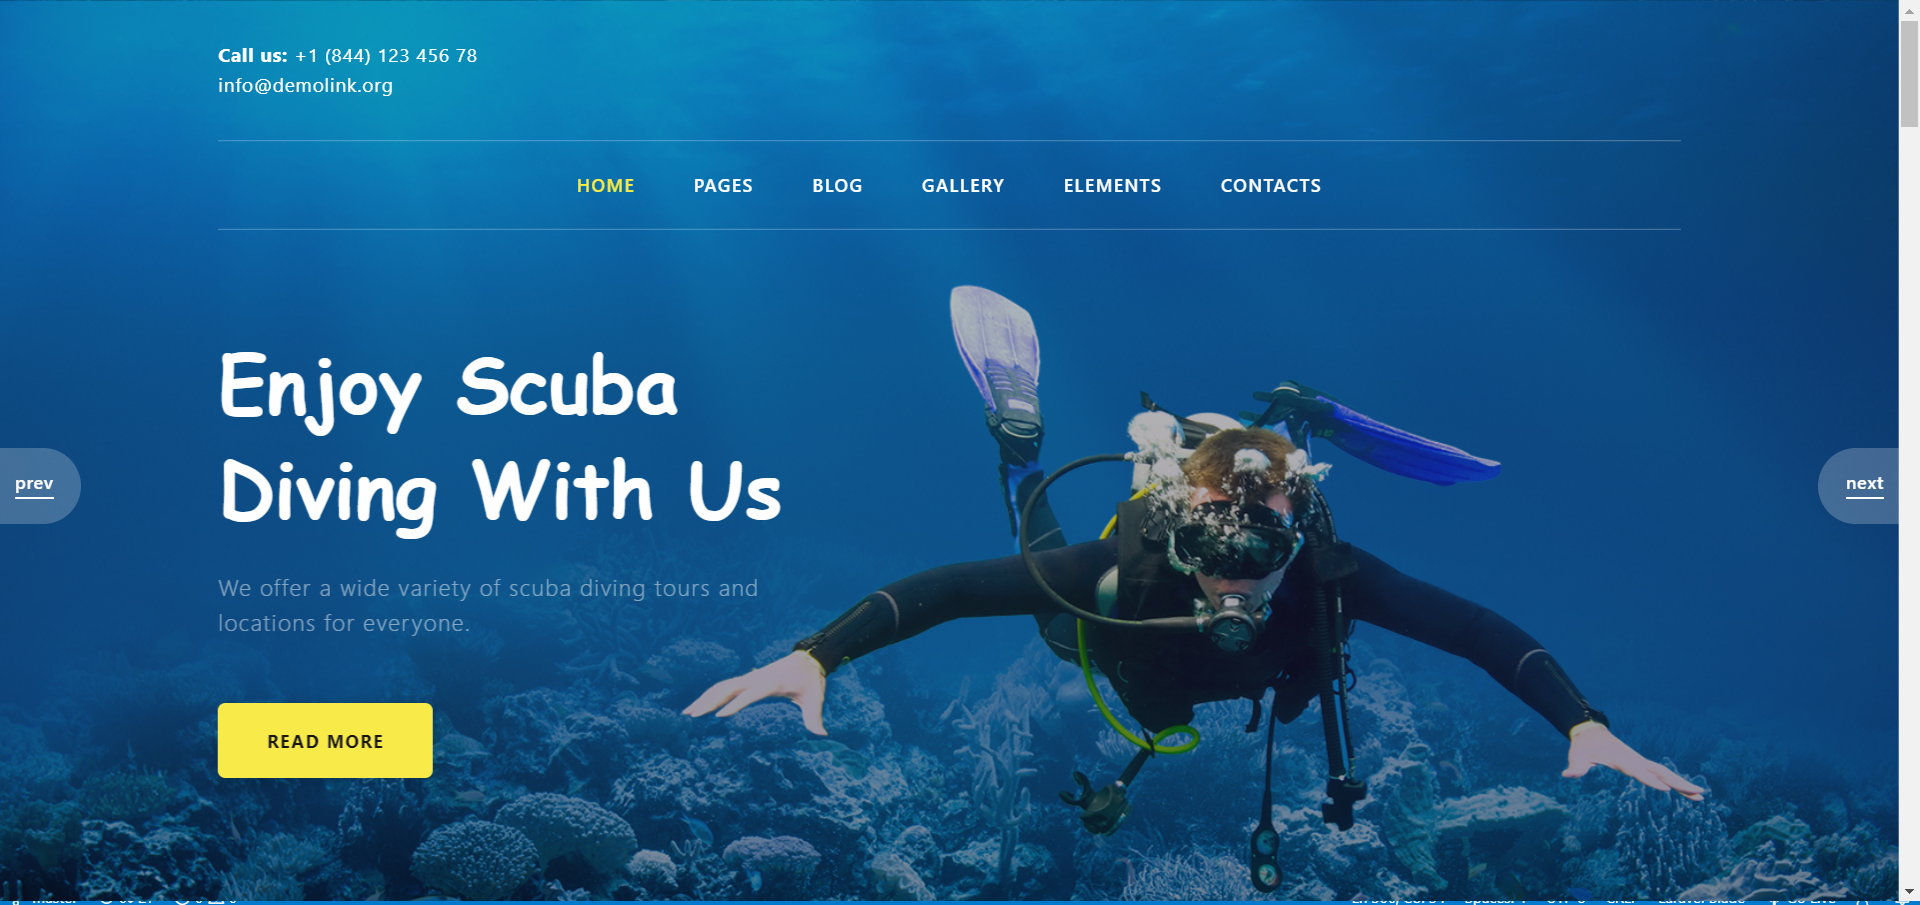 Call us: +1 (844) 123 456 78
info@demolink.org
HOME PAGES BLOG GALLERY ELEMENTS CONTACTS
Enjoy Scuba
Diving With Us
prev
next
We offer a wide variety of scuba diving tours and
locations for everyone.
READ MORE